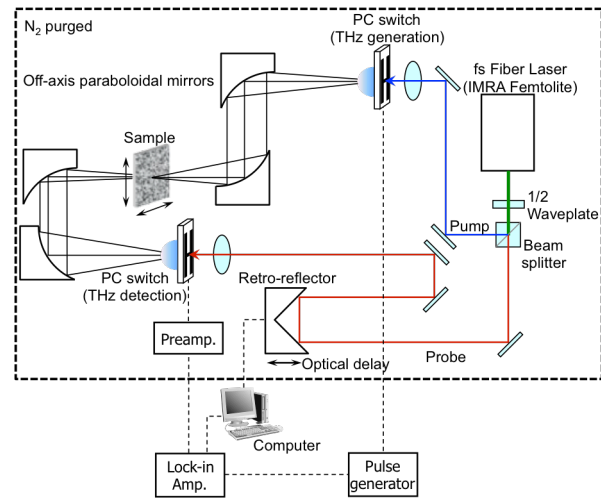 N₂ purged
PC switch
(THz generation)
fs Fiber Laser
(IMRA Femtolite)
Off-axis paraboloidal mirrors
Sample
1/2
Waveplate
Pump
Beam
splitter
PC switch
(THz detection)
Retro-reflector
Preamp.
Optical delay
Probe
Computer
Lock-in
Amp.
Pulse
generator